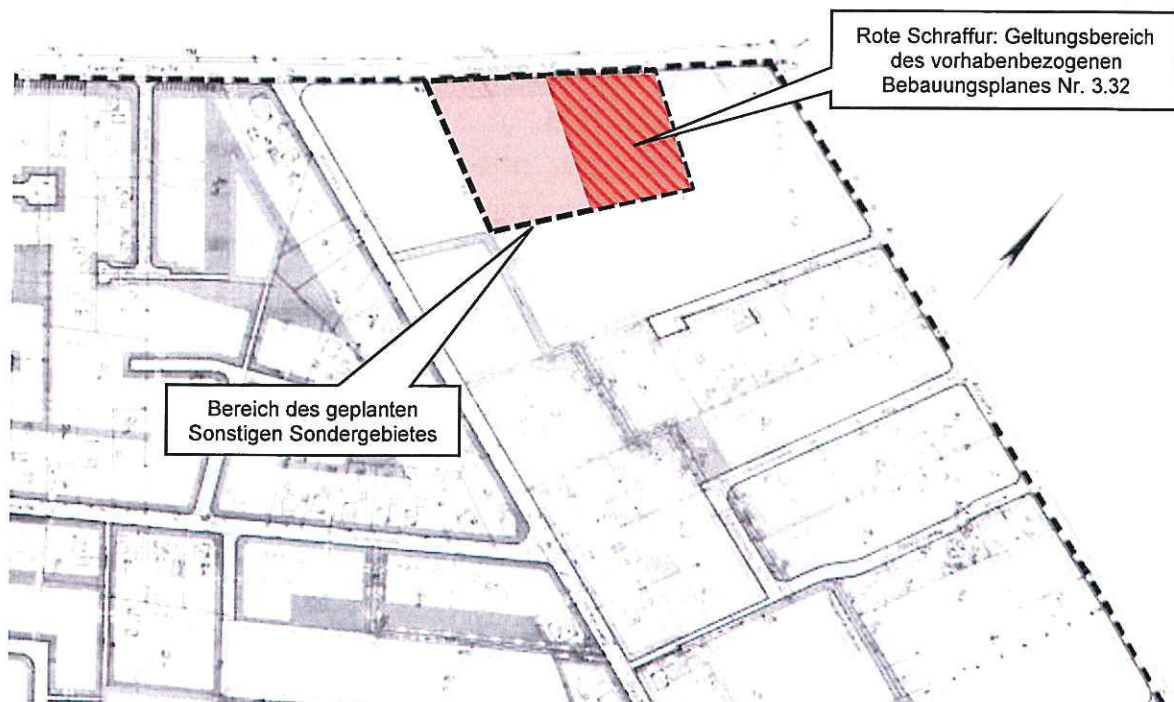 Rote Schraffur: Geltungsbereich
des vorhabenbezogenen
Bebauungsplanes Nr. 3.32
Bereich des geplanten
Sonstigen Sondergebietes